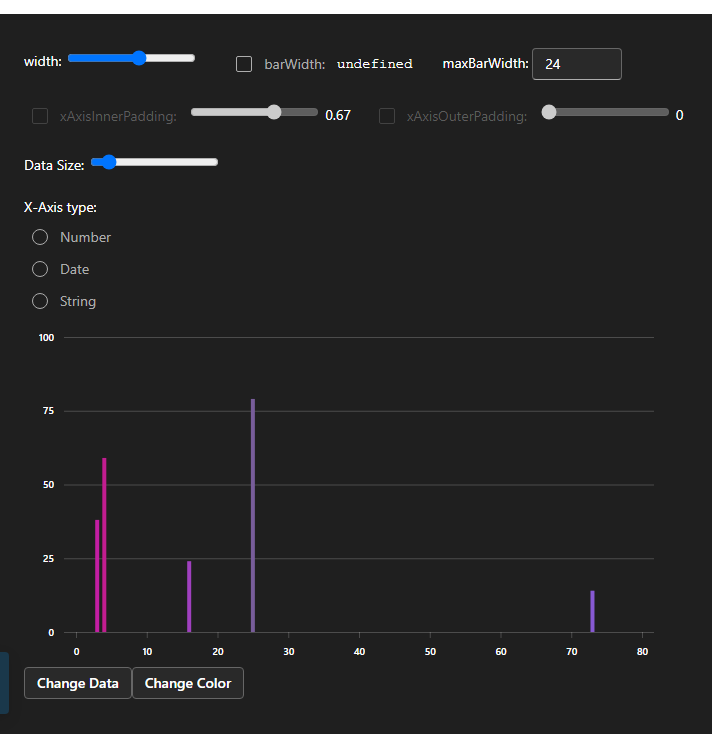 width: barWidth: undefined maxBarWidth: 24
xAxisInnerPadding: 0.67 xAxisOuterPadding: 0
Data Size:
X-Axis type:
Number
Date
String
100
75
50
25
0
0 10 20 30 40 50 60 70 80
Change Data Change Color